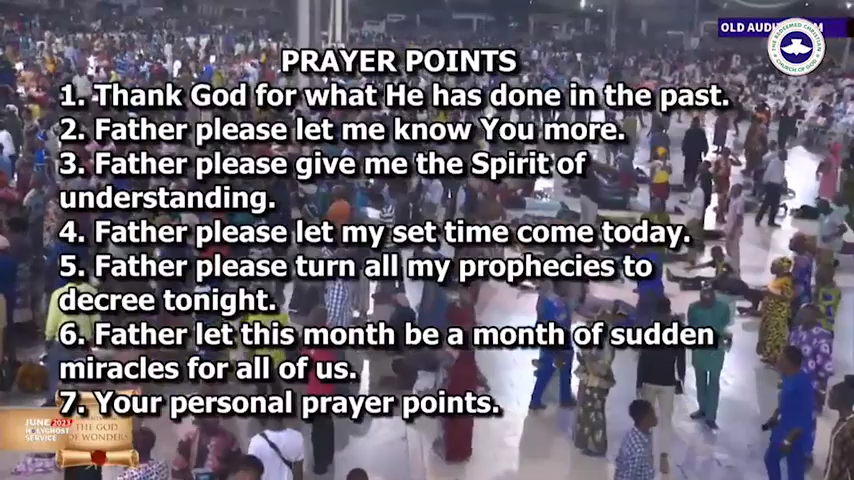 OLD AUDI
THE REDEEMED CHRISTIAN
CHURCH OF GOD
PRAYER POINTS
1. Thank God for what He has done in the past.
2. Father please let me know You more.
3. Father please give me the Spirit of
understanding.
4. Father please let my set time come today.
5. Father please turn all my prophecies to
decree tonight.
6. Father let this month be a month of sudden
miracles for all of us.
7. Your personal prayer points.
JUNE 2023
HOLYGHOST
SERVICE
THE GOD
OF WONDERS